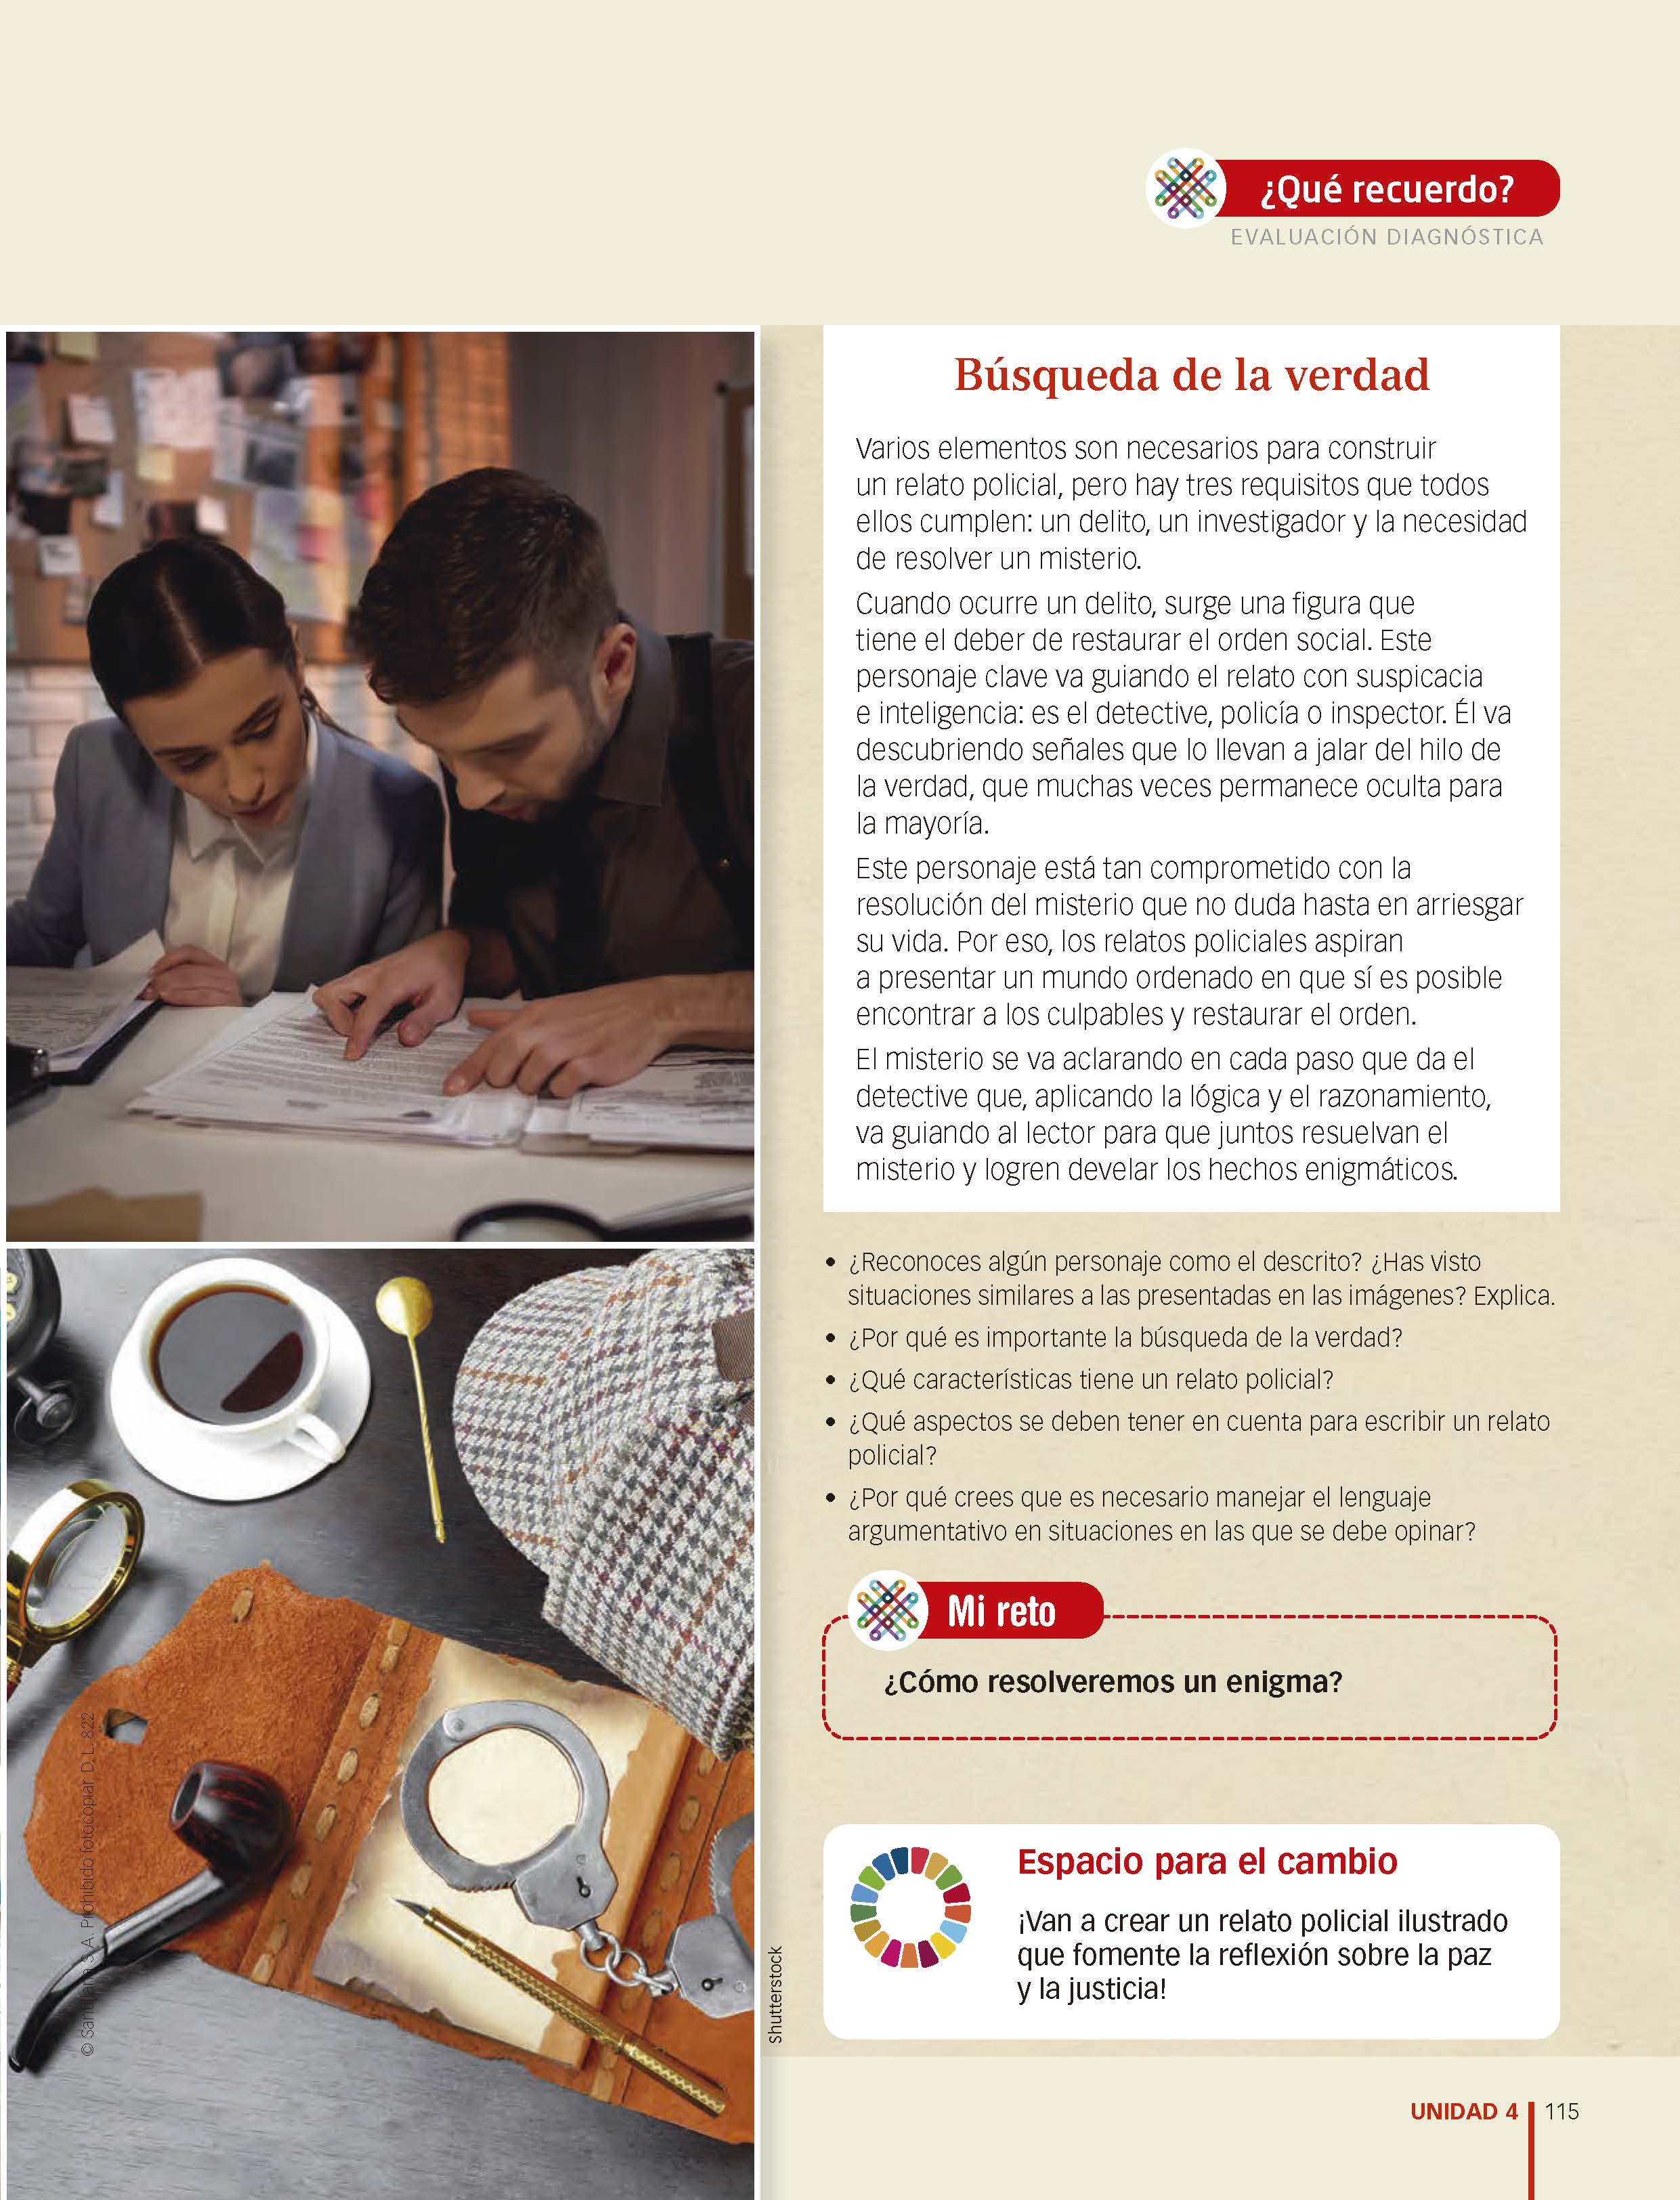 ¿Qué recuerdo?
EVALUACIÓN DIAGNÓSTICA
Búsqueda de la verdad
Varios elementos son necesarios para construir
un relato policial, pero hay tres requisitos que todos
ellos cumplen: un delito, un investigador y la necesidad
de resolver un misterio.
Cuando ocurre un delito, surge una figura que
tiene el deber de restaurar el orden social. Este
personaje clave va guiando el relato con suspicacia
e inteligencia: es el detective, policía o inspector. Él va
descubriendo señales que lo llevan a jalar del hilo de
la verdad, que muchas veces permanece oculta para
la mayoría.
Este personaje está tan comprometido con la
resolución del misterio que no duda hasta en arriesgar
su vida. Por eso, los relatos policiales aspiran
a presentar un mundo ordenado en que sí es posible
encontrar a los culpables y restaurar el orden.
El misterio se va aclarando en cada paso que da el
detective que, aplicando la lógica y el razonamiento,
va guiando al lector para que juntos resuelvan el
misterio y logren develar los hechos enigmáticos.
• ¿Reconoces algún personaje como el descrito? ¿Has visto
situaciones similares a las presentadas en las imágenes? Explica.
• ¿Por qué es importante la búsqueda de la verdad?
• ¿Qué características tiene un relato policial?
• ¿Qué aspectos se deben tener en cuenta para escribir un relato
policial?
• ¿Por qué crees que es necesario manejar el lenguaje
argumentativo en situaciones en las que se debe opinar?
Mi reto
¿Cómo resolveremos un enigma?
Espacio para el cambio
¡Van a crear un relato policial ilustrado
que fomente la reflexión sobre la paz
y la justicia!
© Santillana S.A. Prohibido fotocopiar. D. L. 822
Shutterstock
UNIDAD 4 115